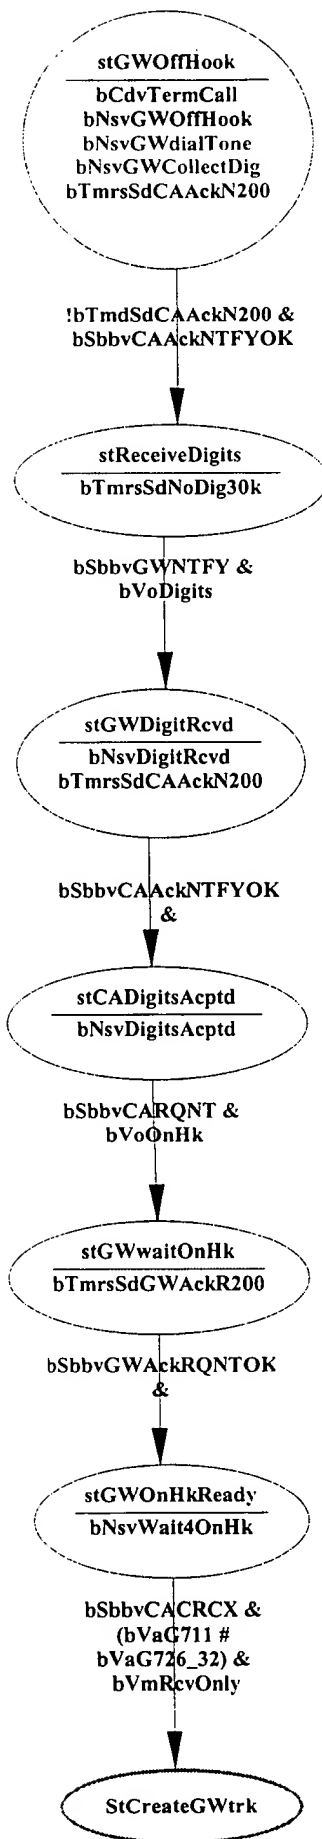 stGWOffHook
bCdvTermCall
bNsvGWOffHook
bNsvGWdialTone
bNsvGWCollectDig
bTmrsSdCAAckN200
!bTmdSdCAAckN200 &
bSbbvCAAckNTFYOK
stReceiveDigits
bTmrsSdNoDig30k
bSbbvGWNTFY &
bVoDigits
stGWDigitRcvd
bNsvDigitRcvd
bTmrsSdCAAckN200
bSbbvCAAckNTFYOK
&
stCADigitsAcptd
bNsvDigitsAcptd
bSbbvCARQNT &
bVoOnHk
stGWwaitOnHk
bTmrsSdGWAckR200
bSbbvGWAckRQNTOK
&
stGWOnHkReady
bNsvWait4OnHk
bSbbvCACRCX &
(bVaG711 #
bVaG726_32) &
bVmRcvOnly
StCreateGWtrk